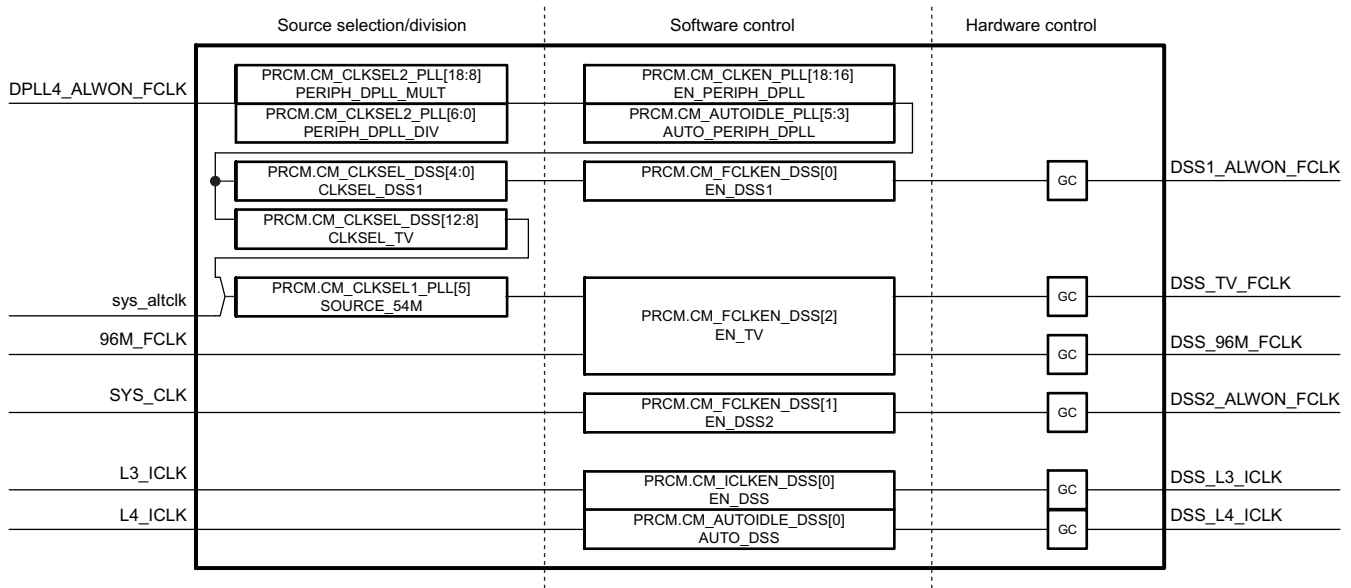 Source selection/division
Software control
Hardware control
DPLL4_ALWON_FCLK
PRCM.CM_CLKSEL2_PLL[18:8]
PERIPH_DPLL_MULT
PRCM.CM_CLKSEL2_PLL[6:0]
PERIPH_DPLL_DIV
PRCM.CM_CLKEN_PLL[18:16]
EN_PERIPH_DPLL
PRCM.CM_AUTOIDLE_PLL[5:3]
AUTO_PERIPH_DPLL
PRCM.CM_CLKSEL_DSS[4:0]
CLKSEL_DSS1
PRCM.CM_FCLKEN_DSS[0]
EN_DSS1
GC
DSS1_ALWON_FCLK
PRCM.CM_CLKSEL_DSS[12:8]
CLKSEL_TV
sys_altclk
PRCM.CM_CLKSEL1_PLL[5]
SOURCE_54M
PRCM.CM_FCLKEN_DSS[2]
EN_TV
GC
DSS_TV_FCLK
96M_FCLK
GC
DSS_96M_FCLK
SYS_CLK
PRCM.CM_FCLKEN_DSS[1]
EN_DSS2
GC
DSS2_ALWON_FCLK
L3_ICLK
PRCM.CM_ICLKEN_DSS[0]
EN_DSS
GC
DSS_L3_ICLK
L4_ICLK
PRCM.CM_AUTOIDLE_DSS[0]
AUTO_DSS
GC
DSS_L4_ICLK